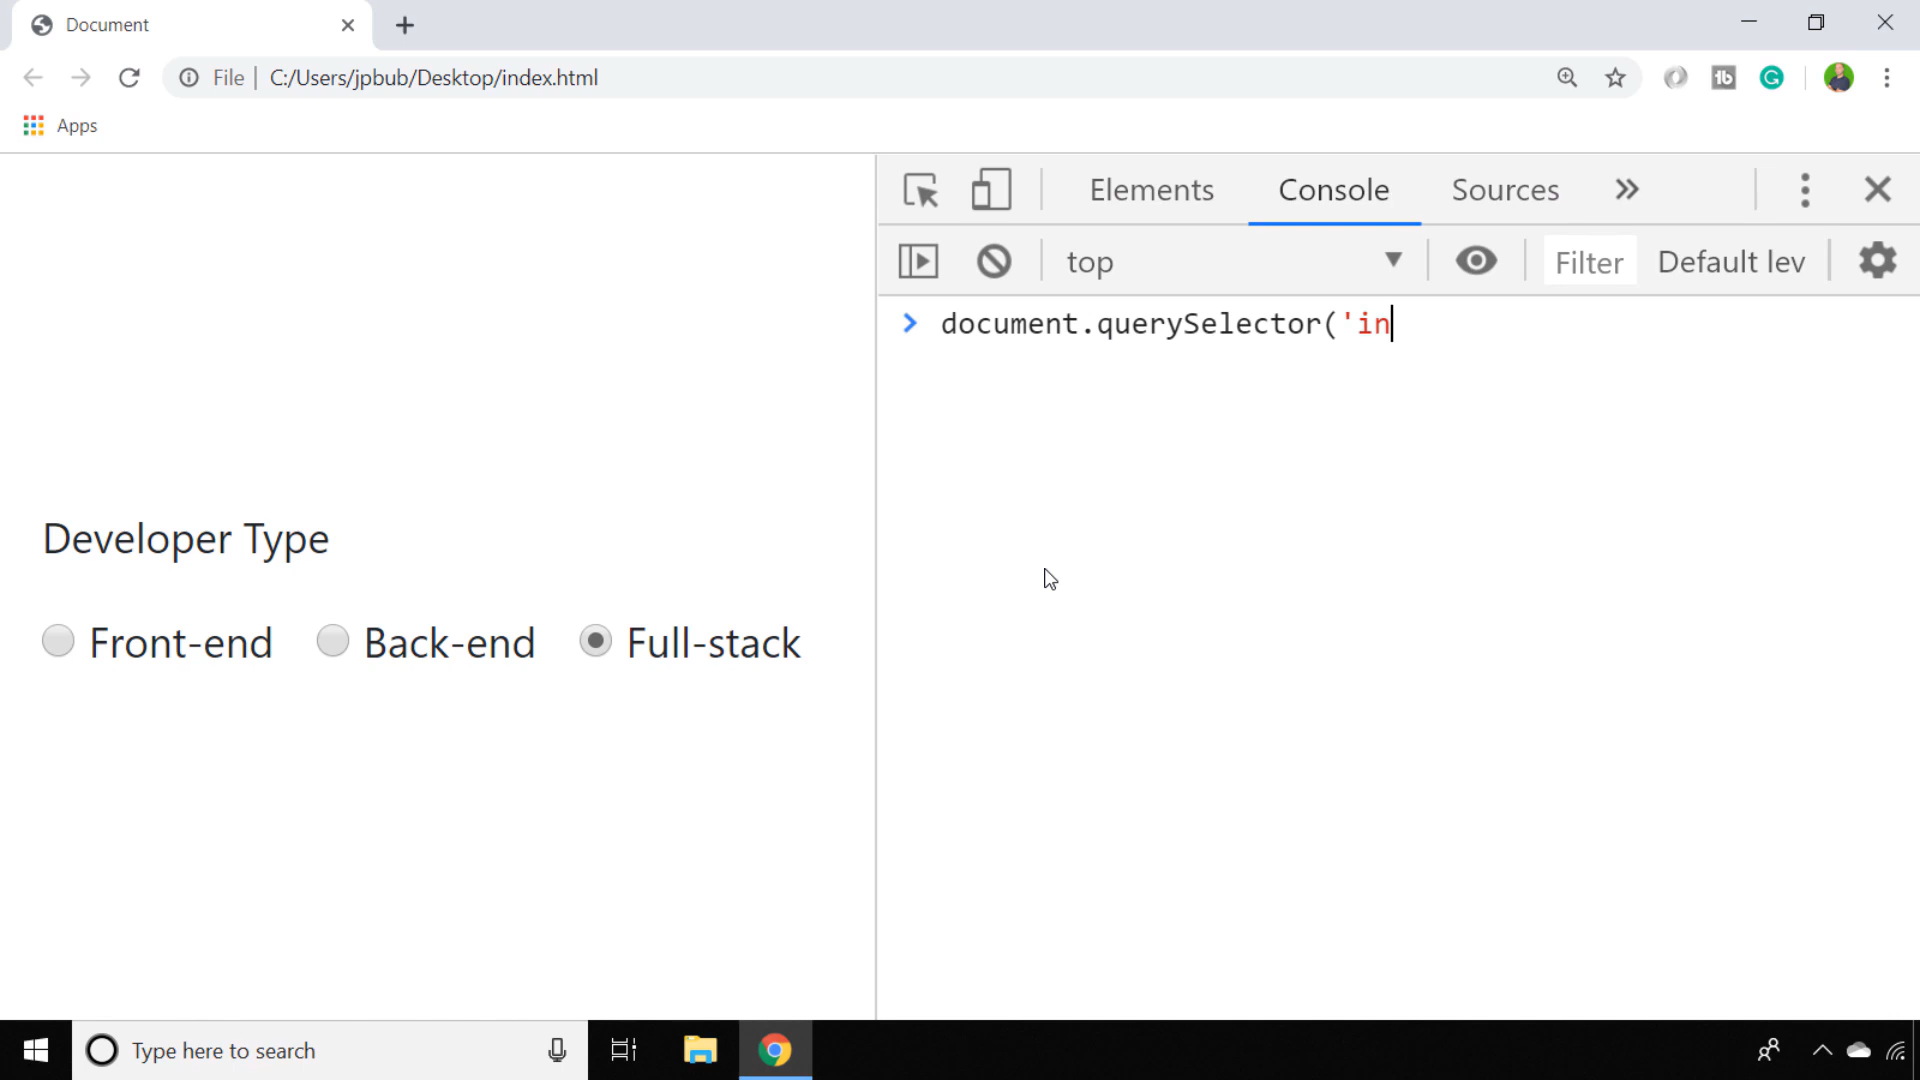 Document
File
C:/Users/jpbub/Desktop/index.html
Apps
Elements
Console
Sources
top
Filter
Default lev
document.querySelector('in
Developer Type
Front-end
Back-end
Full-stack
Type here to search